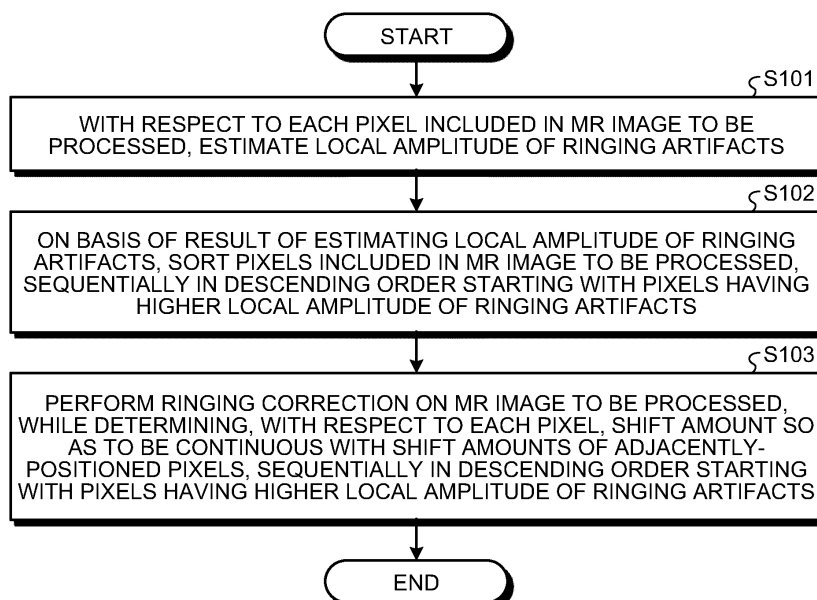 START
S101
WITH RESPECT TO EACH PIXEL INCLUDED IN MR IMAGE TO BE
PROCESSED, ESTIMATE LOCAL AMPLITUDE OF RINGING ARTIFACTS
S102
ON BASIS OF RESULT OF ESTIMATING LOCAL AMPLITUDE OF RINGING
ARTIFACTS, SORT PIXELS INCLUDED IN MR IMAGE TO BE PROCESSED,
SEQUENTIALLY IN DESCENDING ORDER STARTING WITH PIXELS HAVING
HIGHER LOCAL AMPLITUDE OF RINGING ARTIFACTS
S103
PERFORM RINGING CORRECTION ON MR IMAGE TO BE PROCESSED,
WHILE DETERMINING, WITH RESPECT TO EACH PIXEL, SHIFT AMOUNT SO
AS TO BE CONTINUOUS WITH SHIFT AMOUNTS OF ADJACENTLY-
POSITIONED PIXELS, SEQUENTIALLY IN DESCENDING ORDER STARTING
WITH PIXELS HAVING HIGHER LOCAL AMPLITUDE OF RINGING ARTIFACTS
END